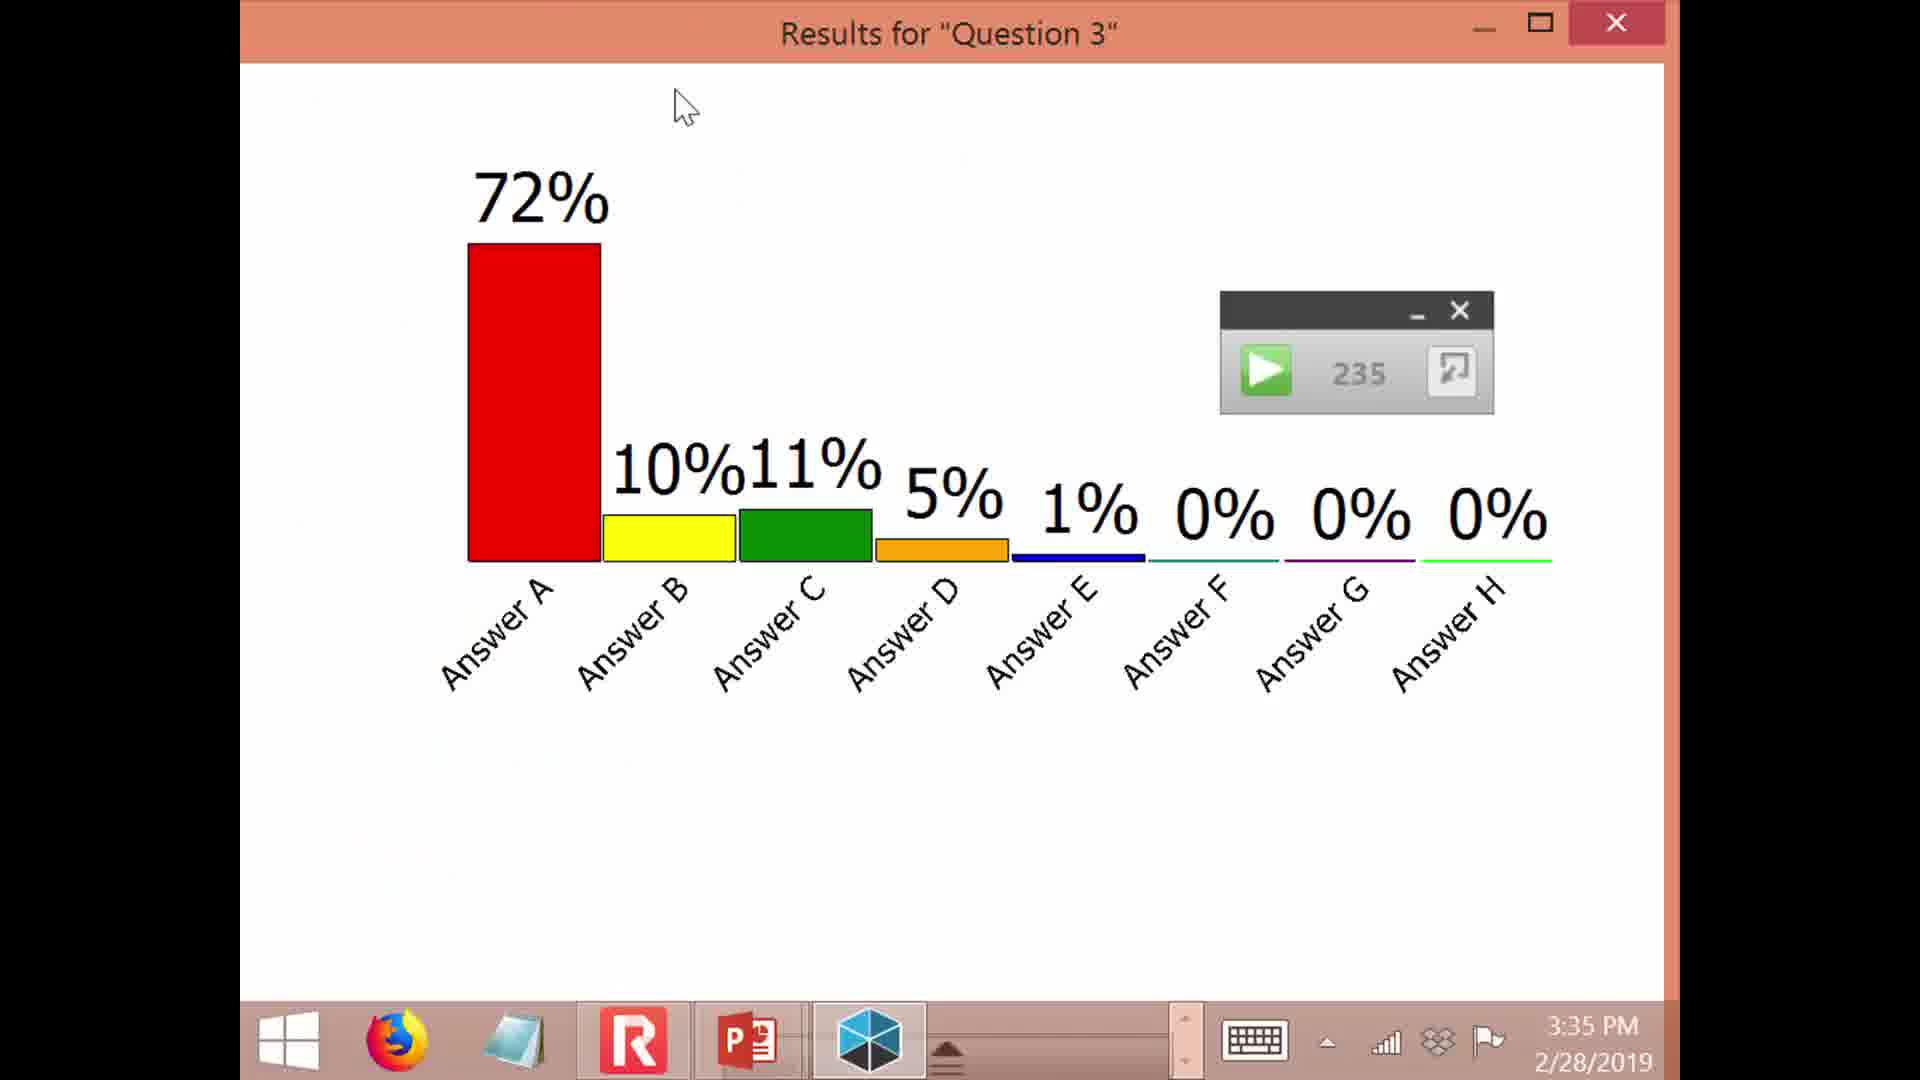 Results for "Question 3"
72%
10%
11%
5%
1%
0%
0%
0%
235
Answer A
Answer B
Answer C
Answer D
Answer E
Answer F
Answer G
Answer H
R
P
3:35 PM
2/28/2019